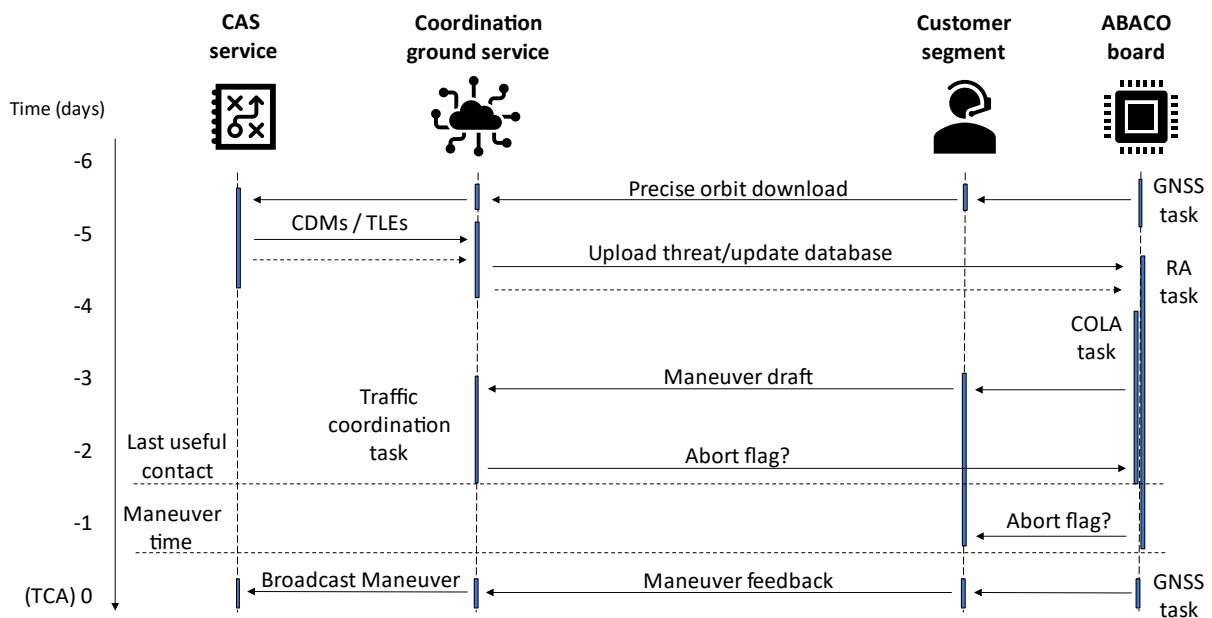 CAS
service
Coordination
ground service
Customer
segment
ABACO
board
Time (days)
-6
Precise orbit download
GNSS
task
CDMs / TLEs
-5
Upload threat/update database
RA
task
-4
COLA
task
-3
Maneuver draft
Traffic
coordination
task
-2
Last useful
contact
Abort flag?
-1
Maneuver
time
Abort flag?
Broadcast Maneuver
Maneuver feedback
GNSS
task
(TCA) 0